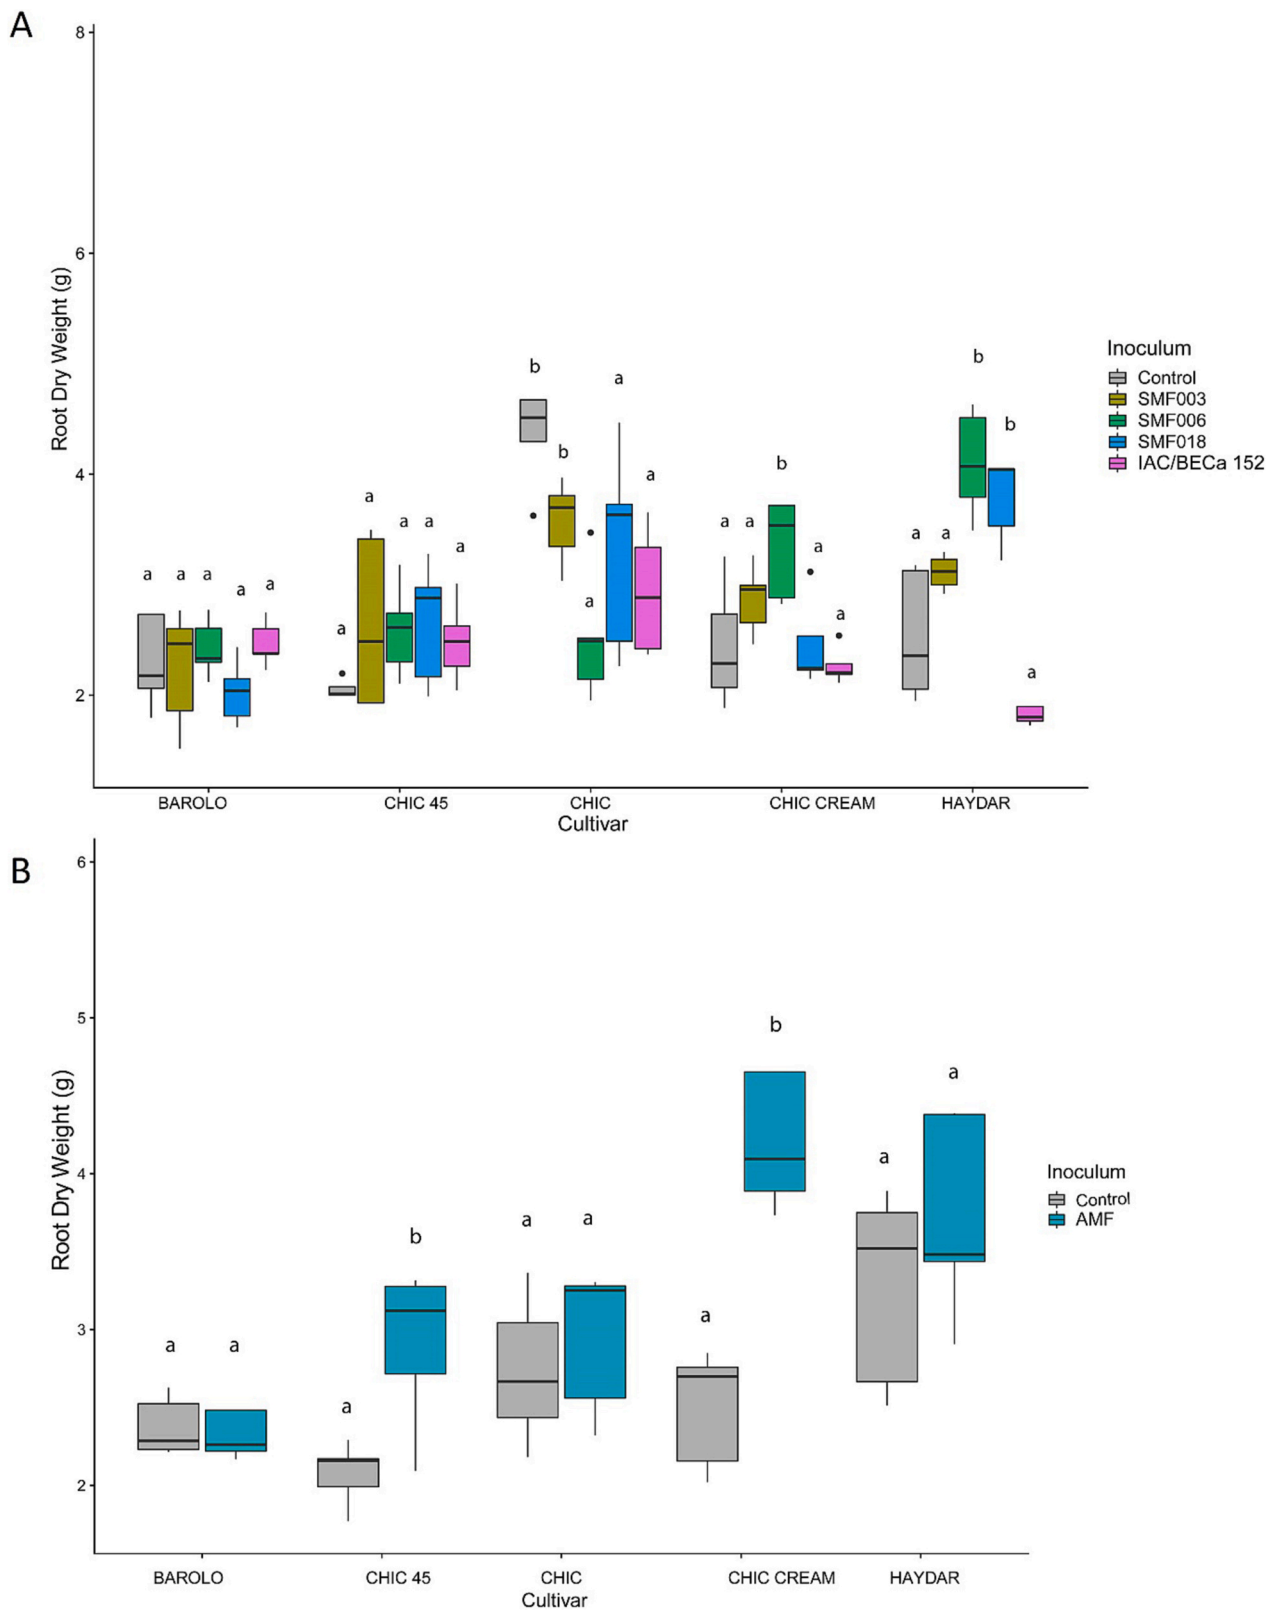 A
8
6
4
2
Root Dry Weight (g)
a a a a a
a a a a a
b b a a a
a a b a a
a a b b a
BAROLO CHIC 45 CHIC CHIC CREAM HAYDAR
Cultivar
Inoculum
Control
SMF003
SMF006
SMF018
IAC/BECa 152
B
6
5
4
3
2
Root Dry Weight (g)
a a
a b
a a
a b
a a
BAROLO CHIC 45 CHIC CHIC CREAM HAYDAR
Cultivar
Inoculum
Control
AMF